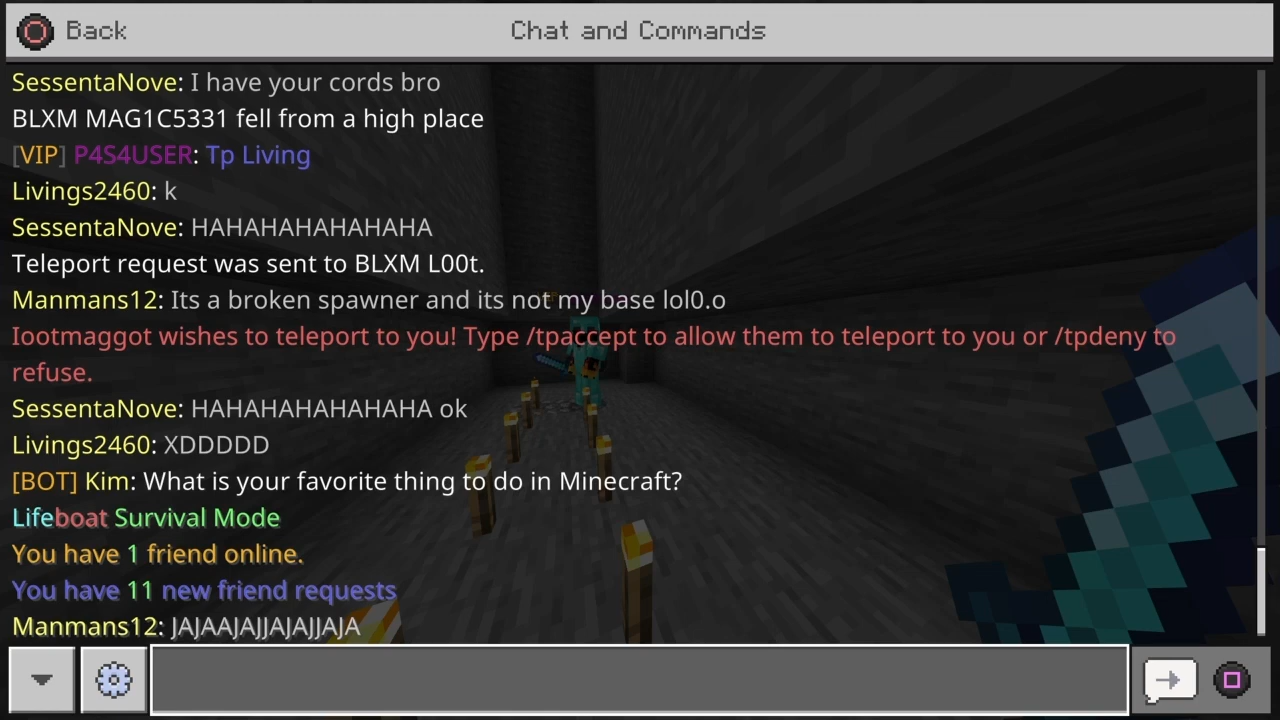 Back
Chat and Commands
SessentaNove: I have your cords bro
BLXM MAG1C5331 fell from a high place
[VIP] P4S4USER: Tp Living
Livings2460: k
SessentaNove: HAHAHAHAHAHAHA
Teleport request was sent to BLXM L00t.
Manmans12: Its a broken spawner and its not my base lol0.o
Iootmaggot wishes to teleport to you! Type /tpaccept to allow them to teleport to you or /tpdeny to
refuse.
SessentaNove: HAHAHAHAHAHAHA ok
Livings2460: XDDDDD
[BOT] Kim: What is your favorite thing to do in Minecraft?
Lifeboat Survival Mode
You have 1 friend online.
You have 11 new friend requests
Manmans12: JAJAAJAJJAJAJJAJA